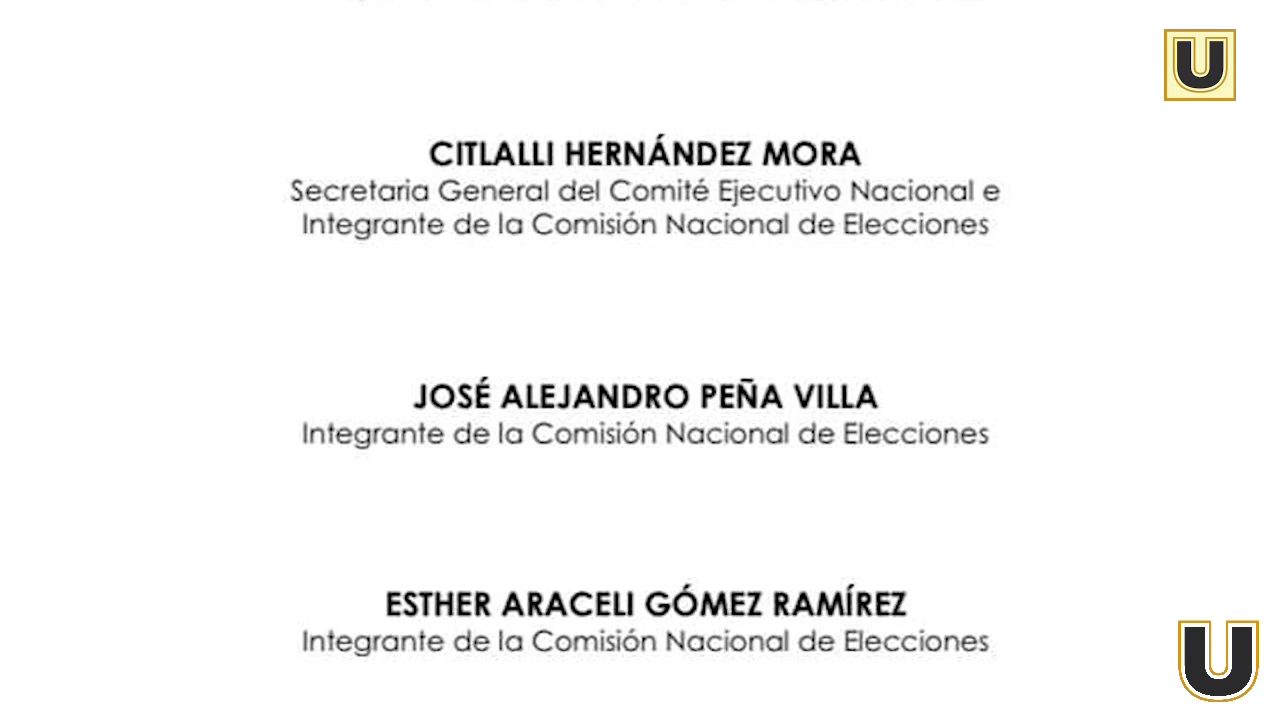 U
CITLALLI HERNÁNDEZ MORA
Secretaria General del Comité Ejecutivo Nacional e
Integrante de la Comisión Nacional de Elecciones
JOSÉ ALEJANDRO PEÑA VILLA
Integrante de la Comisión Nacional de Elecciones
ESTHER ARACELI GÓMEZ RAMÍREZ
Integrante de la Comisión Nacional de Elecciones
U